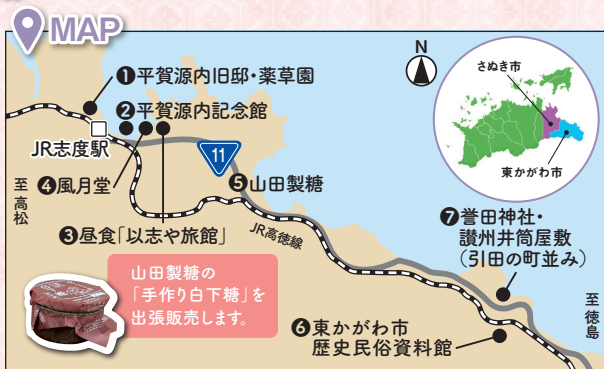 MAP
N
❶平賀源内旧邸・薬草園
❷平賀源内記念館
JR志度駅
❹風月堂
11
❺山田製糖
至高松
❸昼食「以志や旅館」
JR高徳線
さぬき市
東かがわ市
❼誉田神社・
讃州井筒屋敷
(引田の町並み)
至徳島
山田製糖の
「手作り白下糖」を
出張販売します。
❻東かがわ市
歴史民俗資料館